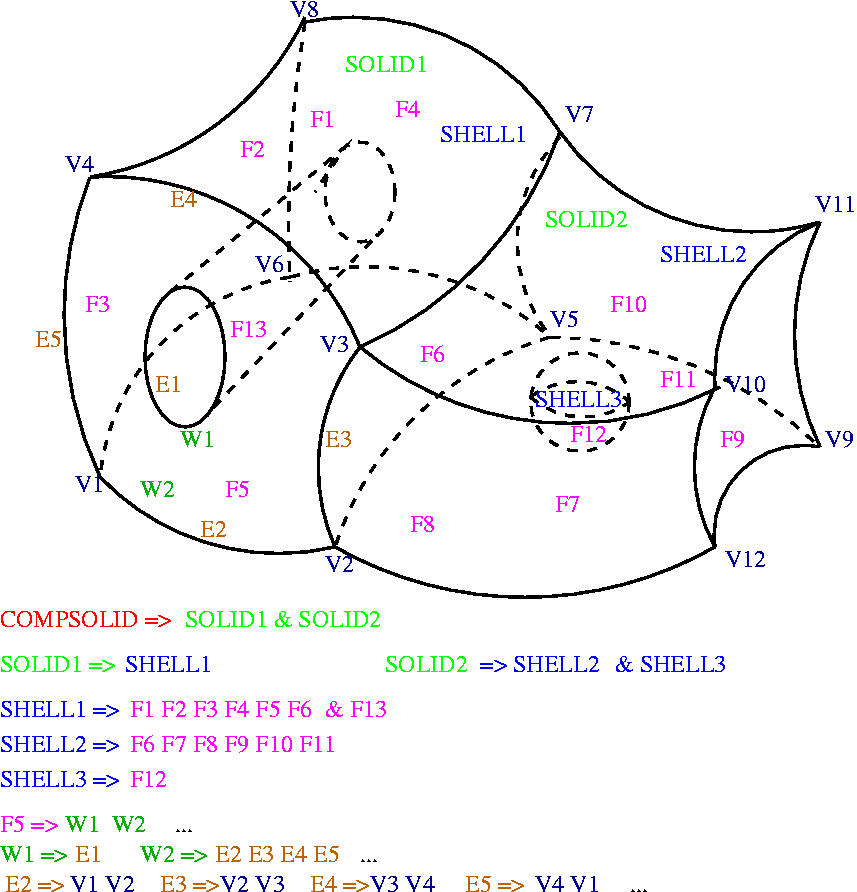 V8
SOLID1
F1
F4
V7
SHELL1
F2
V4
E4
V11
SOLID2
SHELL2
V6
F3
F10
F13
V5
E5
V3
F6
E1
F11
V10
SHELL3
W1
E3
F12
F9
V9
V1
W2
F5
F7
E2
F8
V2
V12
COMPSOLID => SOLID1 & SOLID2
SOLID1 => SHELL1 SOLID2 => SHELL2 & SHELL3
SHELL1 => F1 F2 F3 F4 F5 F6 & F13
SHELL2 => F6 F7 F8 F9 F10 F11
SHELL3 => F12
F5 => W1 W2 ...
W1 => E1 W2 => E2 E3 E4 E5 ...
E2 => V1 V2 E3 =>V2 V3 E4 =>V3 V4 E5 => V4 V1 ...